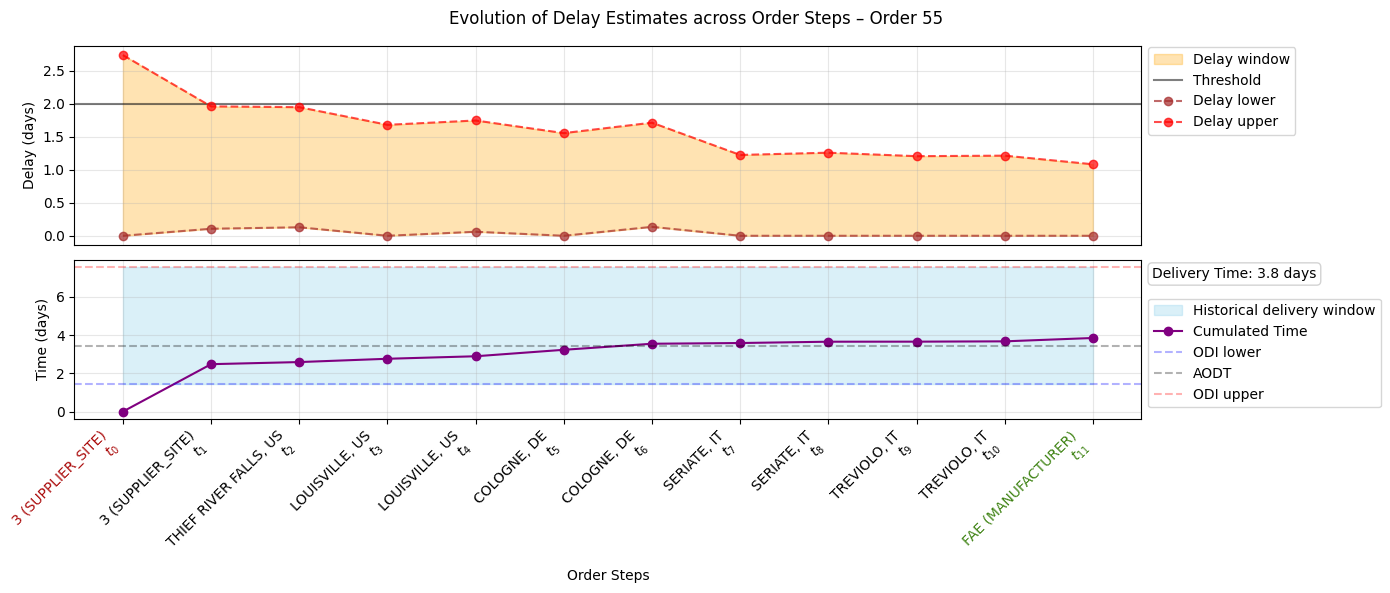 Evolution of Delay Estimates across Order Steps – Order 55
Delay (days)
2.5
2.0
1.5
1.0
0.5
0.0
Delay window
Threshold
Delay lower
Delay upper
Time (days)
6
4
2
0
Delivery Time: 3.8 days
Historical delivery window
Cumulated Time
ODI lower
AODT
ODI upper
3 (SUPPLIER_SITE)
t0
3 (SUPPLIER_SITE)
t1
THIEF RIVER FALLS, US
t2
LOUISVILLE, US
t3
LOUISVILLE, US
t4
COLOGNE, DE
t5
COLOGNE, DE
t6
SERIATE, IT
t7
SERIATE, IT
t8
TREVIOLO, IT
t9
TREVIOLO, IT
t10
FAE (MANUFACTURER)
t11
Order Steps